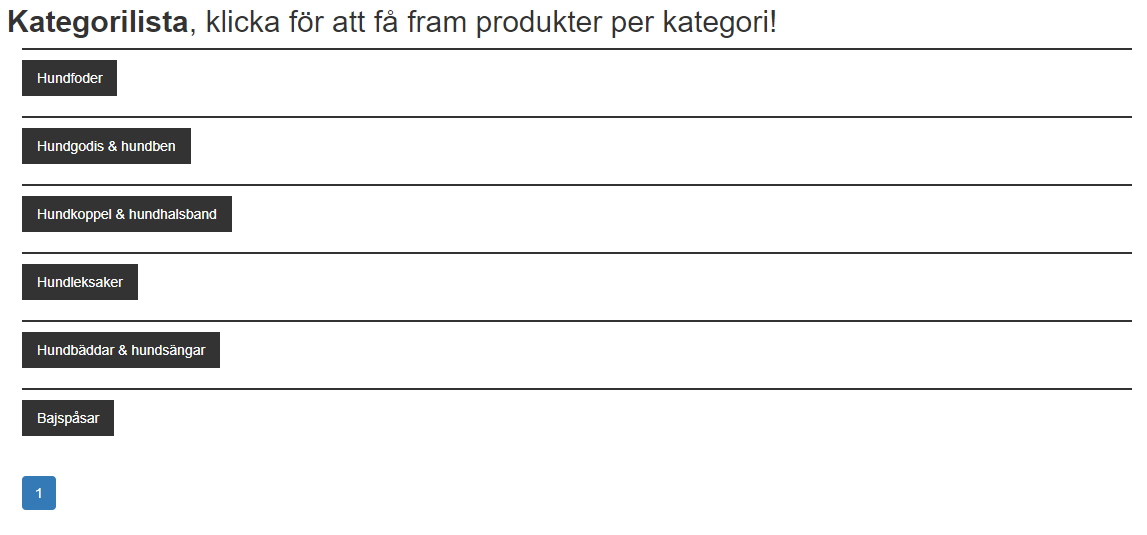 Kategorilista, klicka för att få fram produkter per kategori!
Hundfoder
Hundgodis & hundben
Hundkoppel & hundhalsband
Hundleksaker
Hundbäddar & hundsängar
Bajspåsar
1